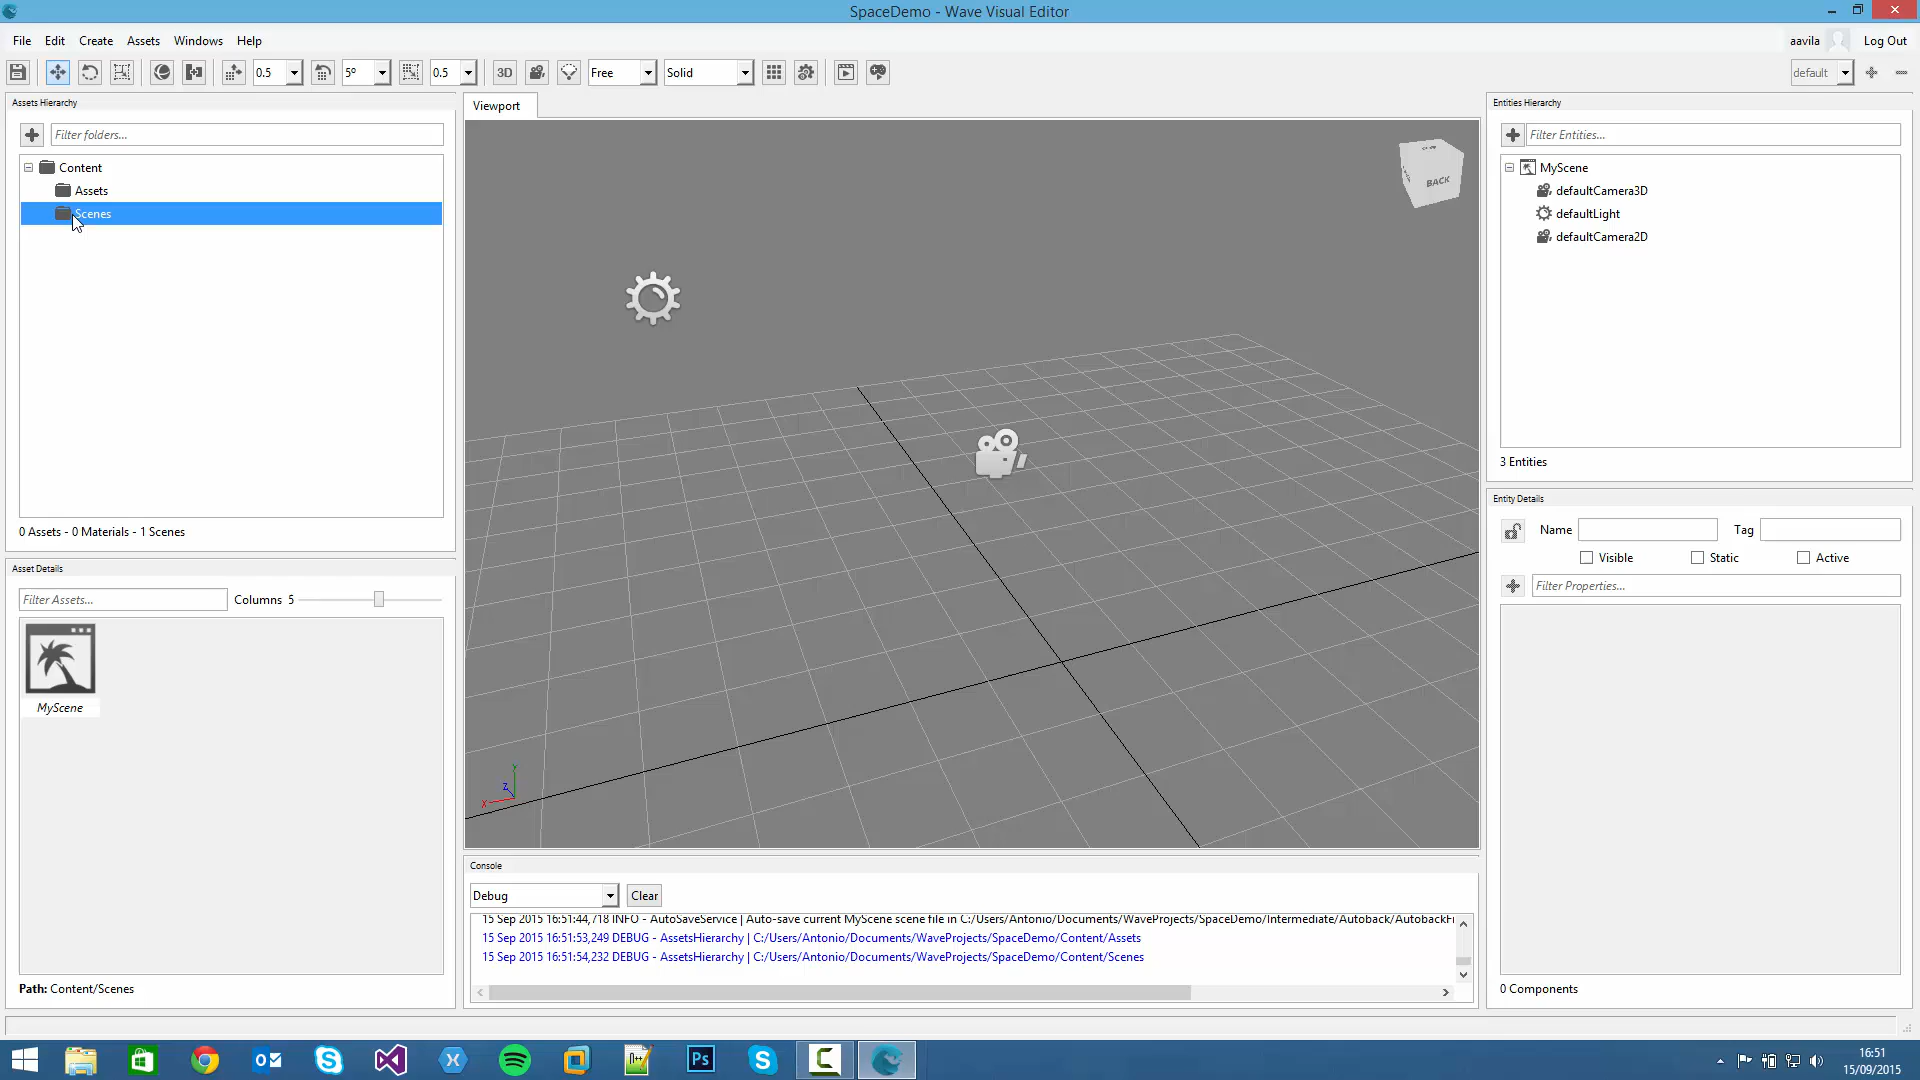 SpaceDemo - Wave Visual Editor
File Edit Create Assets Windows Help
aavila Log Out
0.5 5º 0.5 3D Free Solid default
Assets Hierarchy
Filter folders...
Content
Assets
Scenes
0 Assets - 0 Materials - 1 Scenes
Asset Details
Filter Assets... Columns 5
MyScene
Path: Content/Scenes
Viewport
BACK
Y
Z
X
Console
Debug Clear
15 Sep 2015 16:51:44,718 INFO - AutoSaveService | Auto-save current MyScene scene file in C:/Users/Antonio/Documents/WaveProjects/SpaceDemo/Intermediate/Autoback/AutobackFi
15 Sep 2015 16:51:53,249 DEBUG - AssetsHierarchy | C:/Users/Antonio/Documents/WaveProjects/SpaceDemo/Content/Assets
15 Sep 2015 16:51:54,232 DEBUG - AssetsHierarchy | C:/Users/Antonio/Documents/WaveProjects/SpaceDemo/Content/Scenes
Entities Hierarchy
Filter Entities...
MyScene
defaultCamera3D
defaultLight
defaultCamera2D
3 Entities
Entity Details
Name Tag
Visible Static Active
Filter Properties...
0 Components
Ps
16:51
15/09/2015